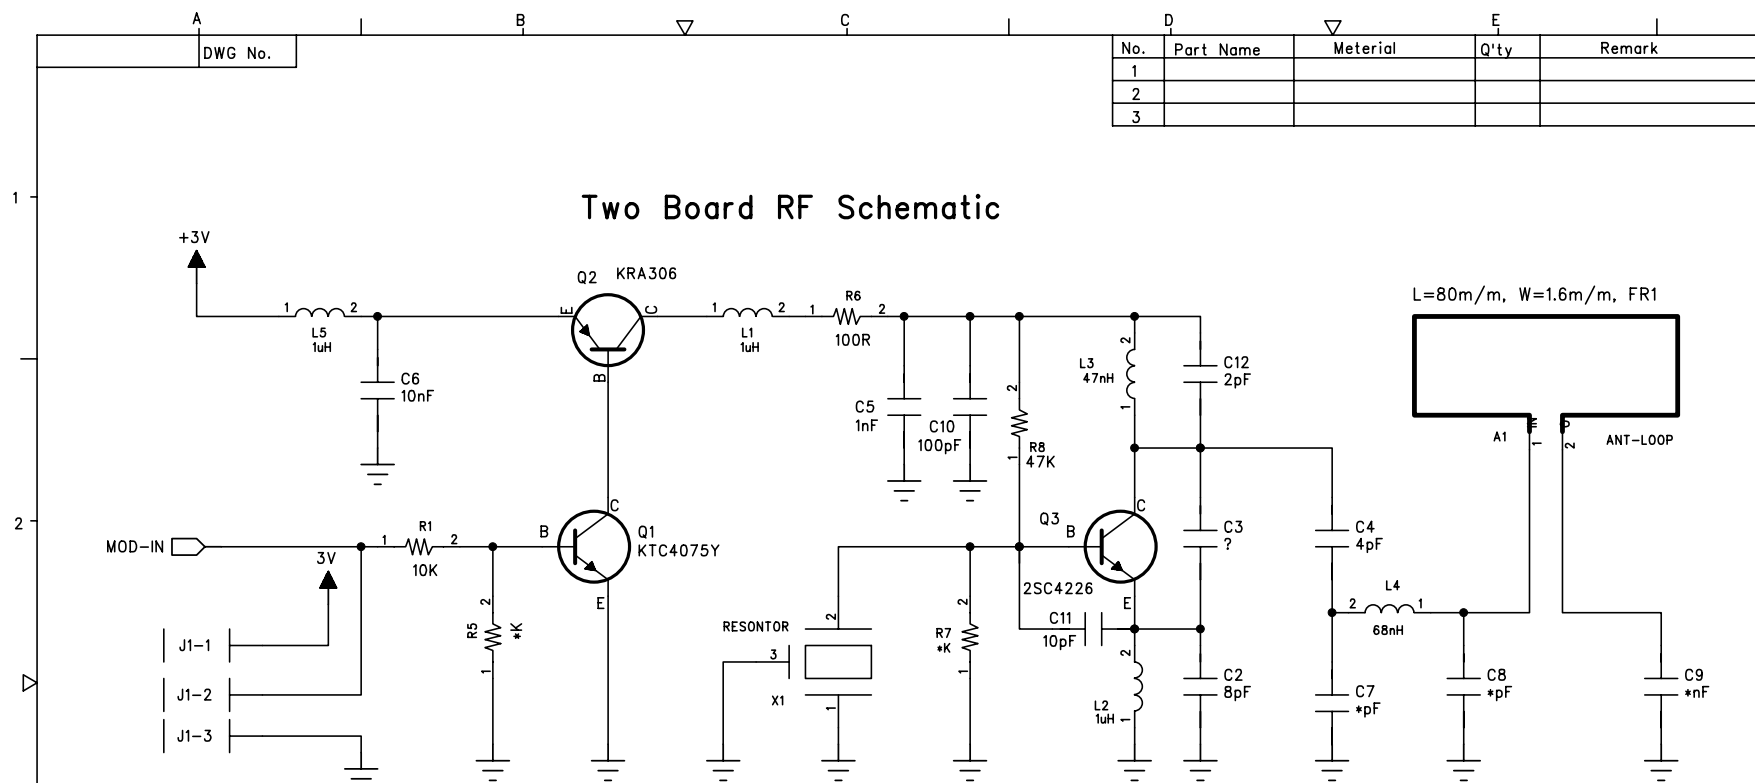 A B C D E
DWG No.
No. Part Name Meterial Q'ty Remark
1
2
3
1
Two Board RF Schematic
+3V
Q2 KRA306
E C
B
1 2
L5
1uH
1 2
L1
1uH
R6
1 2
100R
L=80m/m, W=1.6m/m, FR1
C6
10nF
C5
1nF
C10
100pF
2
R8
47K
1
2
L3
47nH
1
C12
2pF
A1
1
2
ANT-LOOP
2
MOD-IN
R1
1 2
10K
3V
B C
Q1
KTC4075Y
E
Q3
B C
2SC4226
E
C3
?
C4
4pF
L4
2 1
68nH
J1-1
J1-2
J1-3
2
R5
*K
1
RESONTOR
2
3
X1
1
2
R7
*K
1
C11
10pF
2
L2
1uH
1
C2
8pF
C7
*pF
C8
*pF
C9
*nF